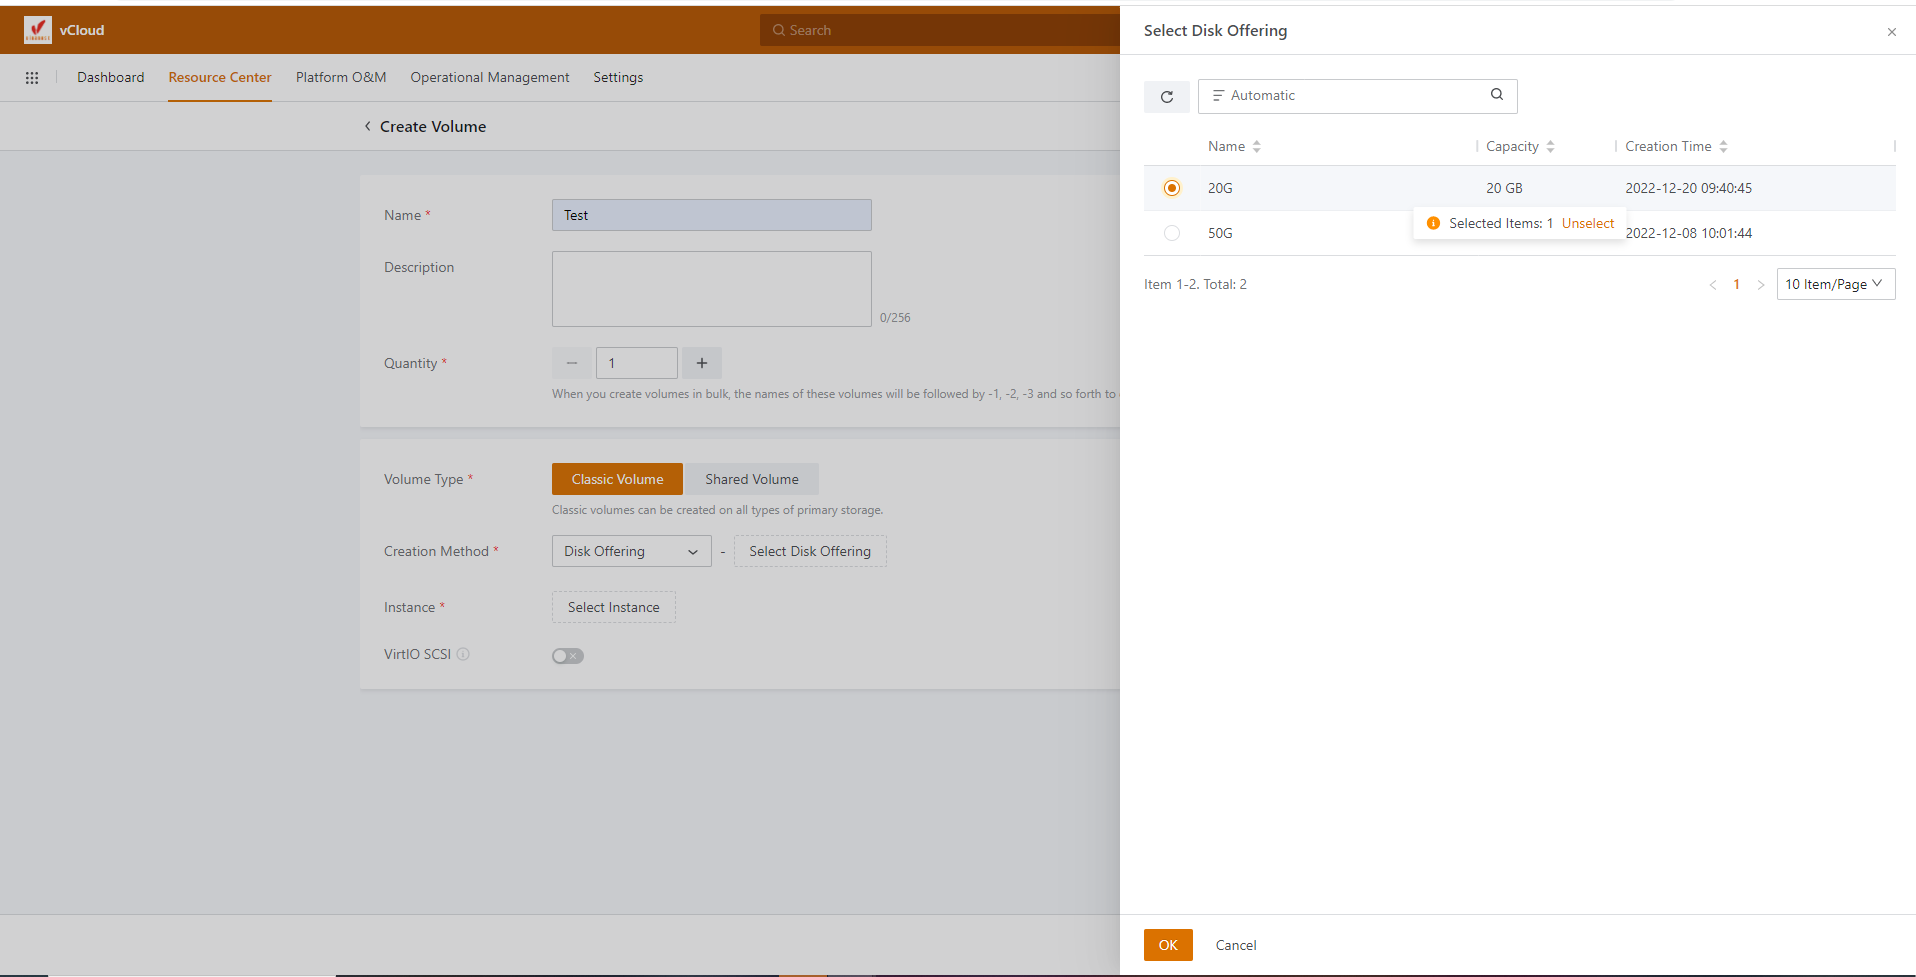 vCloud
Search
Dashboard
Resource Center
Platform O&M
Operational Management
Settings
Create Volume
Name *
Test
Description
0/256
Quantity *
1
When you create volumes in bulk, the names of these volumes will be followed by -1, -2, -3 and so forth to
Volume Type *
Classic Volume
Shared Volume
Classic volumes can be created on all types of primary storage.
Creation Method *
Disk Offering
-
Select Disk Offering
Instance *
Select Instance
VirtIO SCSI
Select Disk Offering
Automatic
Name
Capacity
Creation Time
20G
20 GB
2022-12-20 09:40:45
Selected Items: 1 Unselect
50G
2022-12-08 10:01:44
Item 1-2. Total: 2
1
10 Item/Page
OK
Cancel